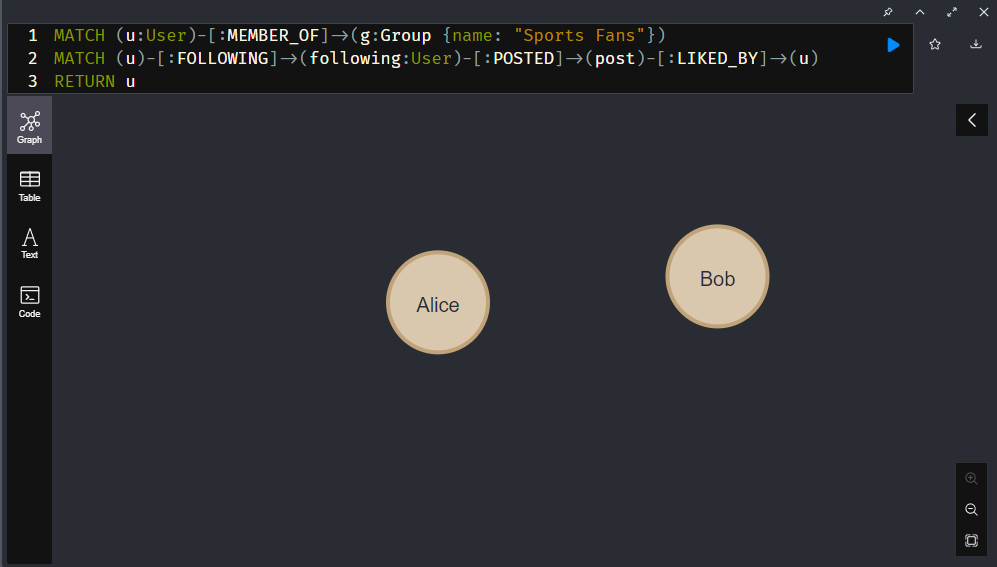 1 MATCH (u:User)-[:MEMBER_OF]->(g:Group {name: "Sports Fans"})
2 MATCH (u)-[:FOLLOWING]->(following:User)-[:POSTED]->(post)-[:LIKED_BY]->(u)
3 RETURN u
Graph
Table
Text
Code
Alice
Bob